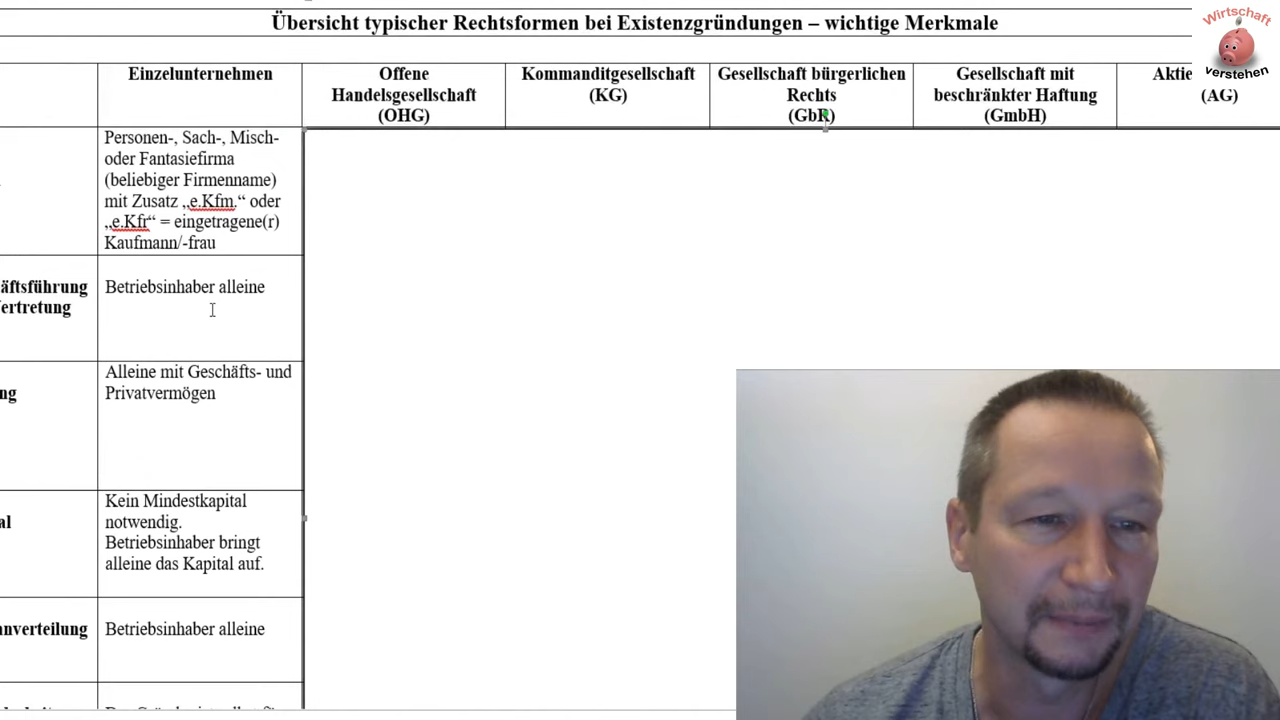 Übersicht typischer Rechtsformen bei Existenzgründungen – wichtige Merkmale
Wirtschaft
verstehen
Einzelunternehmen
Offene
Handelsgesellschaft
(OHG)
Kommanditgesellschaft
(KG)
Gesellschaft bürgerlichen
Rechts
(GbR)
Gesellschaft mit
beschränkter Haftung
(GmbH)
Aktie
(AG)
Personen-, Sach-, Misch-
oder Fantasiefirma
(beliebiger Firmenname)
mit Zusatz „e.Kfm.“ oder
„e.Kfr“ = eingetragene(r)
Kaufmann/-frau
äftsführung
ertretung
Betriebsinhaber alleine
ng
Alleine mit Geschäfts- und
Privatvermögen
al
Kein Mindestkapital
notwendig.
Betriebsinhaber bringt
alleine das Kapital auf.
nverteilung
Betriebsinhaber alleine